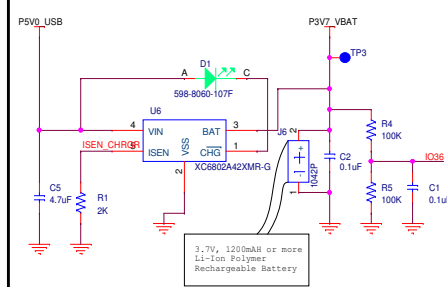 P5V0_USB
P3V7_VBAT
TP3
D1
A
C
598-8060-107F
U6
4
VIN
BAT
3
ISEN_CHRGR
5
ISEN
VSS
CHG
1
2
XC6802A42XMR-G
J6
2
1
1042P
R4
100K
IO36
C2
0.1uF
R5
100K
C1
0.1u
C5
4.7uF
R1
2K
3.7V, 1200mAH or more
Li-Ion Polymer
Rechargeable Battery